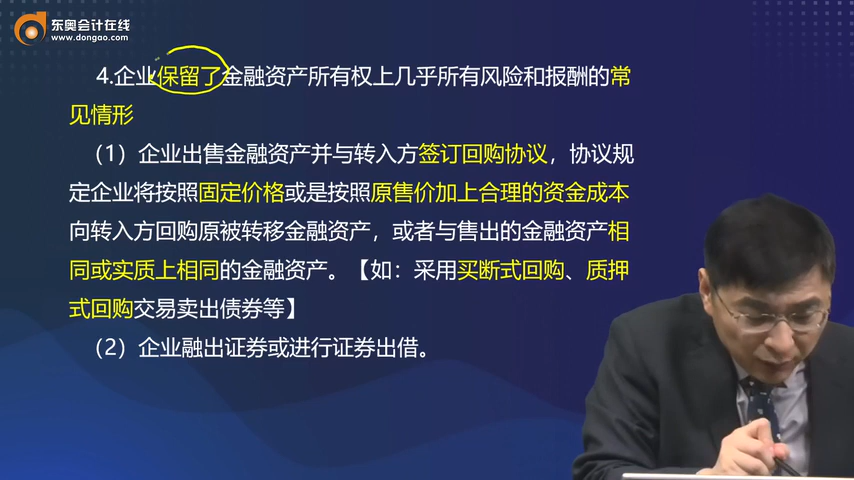 东奥会计在线
www.dongao.com
4.企业保留了金融资产所有权上几乎所有风险和报酬的常
见情形
（1）企业出售金融资产并与转入方签订回购协议，协议规
定企业将按照固定价格或是按照原售价加上合理的资金成本
向转入方回购原被转移金融资产，或者与售出的金融资产相
同或实质上相同的金融资产。【如：采用买断式回购、质押
式回购交易卖出债券等】
（2）企业融出证券或进行证券出借。